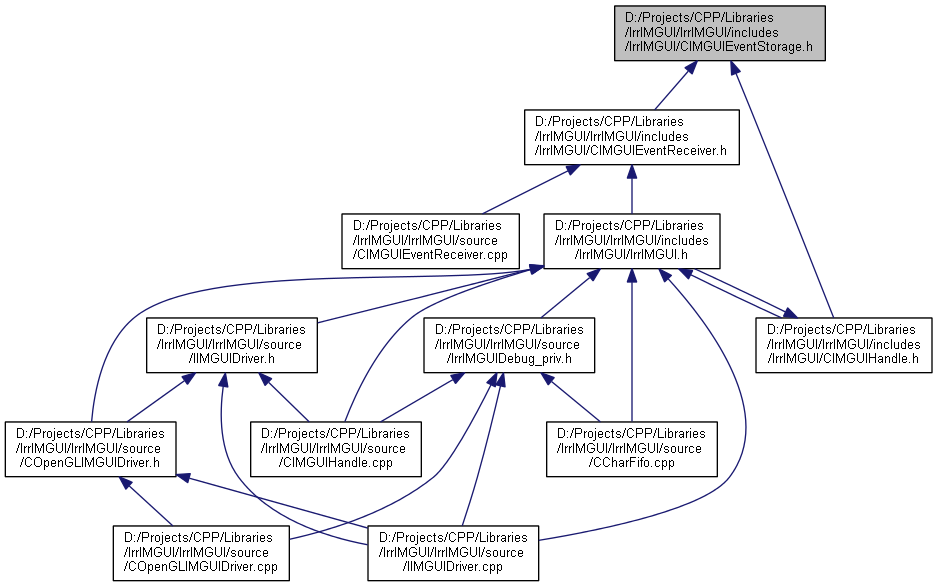 D:/Projects/CPP/Libraries
/IrrIMGUI/IrrIMGUI/includes
/IrrIMGUI/CIMGUIEventStorage.h
D:/Projects/CPP/Libraries
/IrrIMGUI/IrrIMGUI/includes
/IrrIMGUI/CIMGUIEventReceiver.h
D:/Projects/CPP/Libraries
/IrrIMGUI/IrrIMGUI/source
/CIMGUIEventReceiver.cpp
D:/Projects/CPP/Libraries
/IrrIMGUI/IrrIMGUI/includes
/IrrIMGUI/IrrIMGUI.h
D:/Projects/CPP/Libraries
/IrrIMGUI/IrrIMGUI/source
/IIMGUIDriver.h
D:/Projects/CPP/Libraries
/IrrIMGUI/IrrIMGUI/source
/IrrIMGUIDebug_priv.h
D:/Projects/CPP/Libraries
/IrrIMGUI/IrrIMGUI/includes
/IrrIMGUI/CIMGUIHandle.h
D:/Projects/CPP/Libraries
/IrrIMGUI/IrrIMGUI/source
/COpenGLIMGUIDriver.h
D:/Projects/CPP/Libraries
/IrrIMGUI/IrrIMGUI/source
/CIMGUIHandle.cpp
D:/Projects/CPP/Libraries
/IrrIMGUI/IrrIMGUI/source
/CCharFifo.cpp
D:/Projects/CPP/Libraries
/IrrIMGUI/IrrIMGUI/source
/COpenGLIMGUIDriver.cpp
D:/Projects/CPP/Libraries
/IrrIMGUI/IrrIMGUI/source
/IIMGUIDriver.cpp